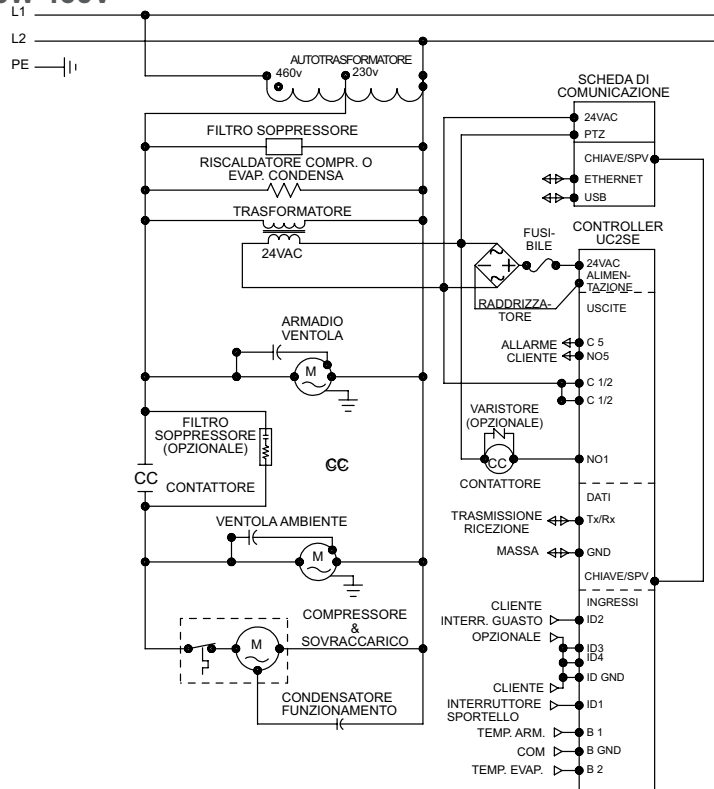 L1
L2
PE
AUTOTRASFORMATORE
460v
230v
FILTRO SOPPRESSORE
RISCALDATORE COMPR. O
EVAP. CONDENSA
TRASFORMATORE
24VAC
SCHEDA DI
COMUNICAZIONE
24VAC
PTZ
CHIAVE/SPV
ETHERNET
USB
CONTROLLER
UC2SE
FUSI-
BILE
24VAC
ALIMEN-
TAZIONE
RADDRIZZA-
TORE
USCITE
ARMADIO
VENTOLA
M
ALLARME
CLIENTE
C 5
NO5
C 1/2
C 1/2
FILTRO
SOPPRESSORE
(OPZIONALE)
VARISTORE
(OPZIONALE)
CC
CONTATTORE
CC
CC
NO1
CONTATTORE
DATI
VENTOLA AMBIENTE
M
TRASMISSIONE
RICEZIONE
Tx/Rx
MASSA
GND
CHIAVE/SPV
INGRESSI
COMPRESSORE
&
SOVRACCARICO
M
CLIENTE
INTERR. GUASTO
ID2
OPZIONALE
ID3
ID4
ID GND
CLIENTE
CONDENSATORE
FUNZIONAMENTO
INTERRUTTORE
SPORTELLO
ID1
TEMP. ARM.
B 1
COM
B GND
TEMP. EVAP.
B 2